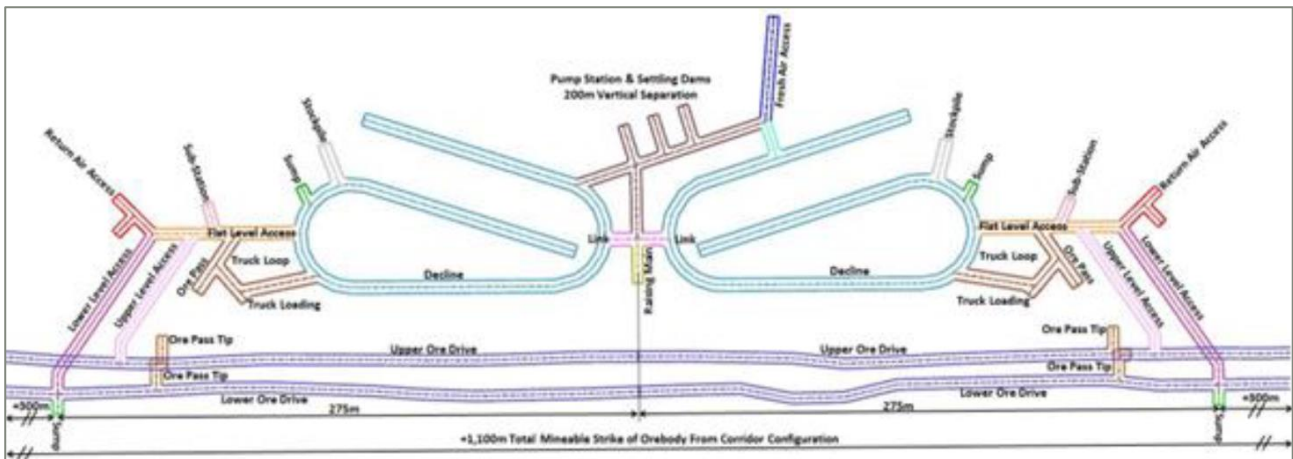 Pump Station & Settling Dams
200m Vertical Separation
Fresh Air Access
Return Air Access
Sub-Station
Sump
Stockpile
Stockpile
Sump
Sub-Station
Return Air Access
Flat Level Access
Link
Link
Flat Level Access
Lower Level Access
Upper Level Access
Ore Pass
Truck Loop
Truck Loading
Decline
Raising Main
Decline
Truck Loop
Truck Loading
Ore Pass
Upper Level Access
Lower Level Access
Ore Pass Tip
Ore Pass Tip
Upper Ore Drive
Upper Ore Drive
Ore Pass Tip
Ore Pass Tip
Lower Ore Drive
Lower Ore Drive
+300m
275m
275m
+300m
Sump
Sump
+1,100m Total Mineable Strike of Orebody From Corridor Configuration